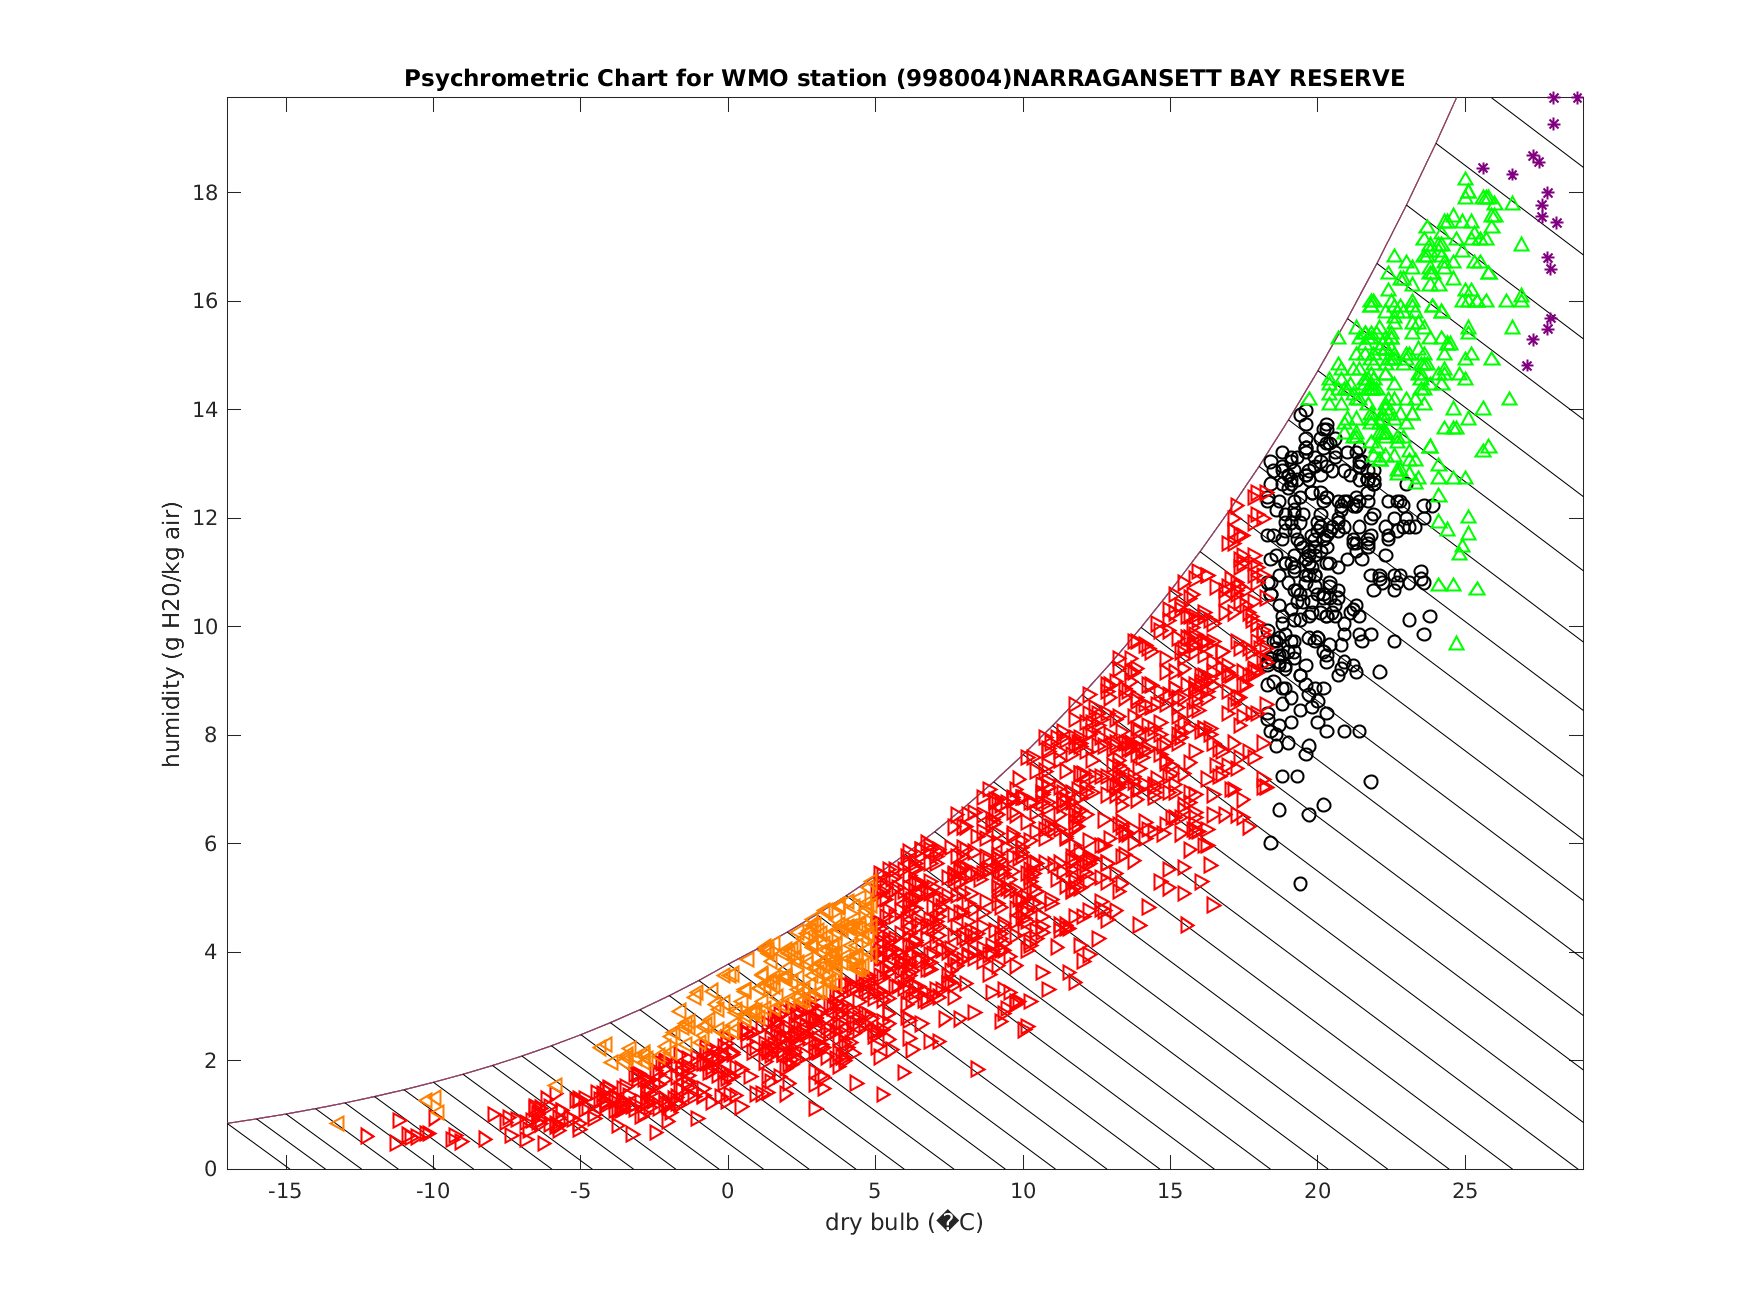 Psychrometric Chart for WMO station (998004)NARRAGANSETT BAY RESERVE
humidity (g H20/kg air)
18
16
14
12
10
8
6
4
2
0
-15 -10 -5 0 5 10 15 20 25
dry bulb (�C)